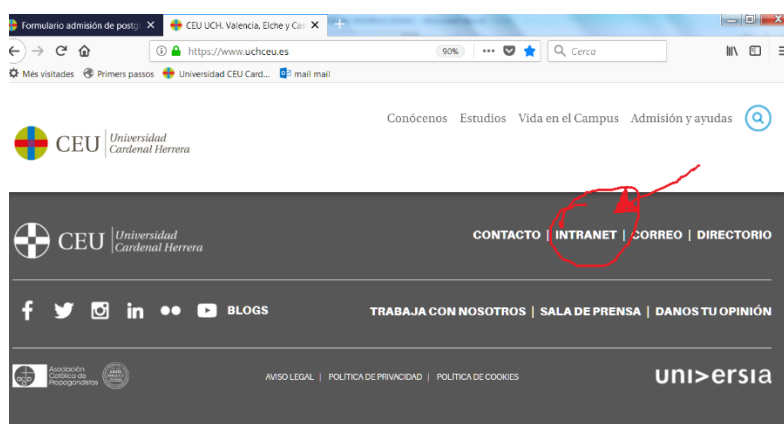 Formulario admisión de postg
CEU UCH. Valencia, Elche y Cas
https://www.uchceu.es
90%
Cerca
Més visitades Primers passos Universidad CEU Card... mail mail
CEU Universidad Cardenal Herrera
Conócenos Estudios Vida en el Campus Admisión y ayudas
CEU Universidad Cardenal Herrera
CONTACTO | INTRANET | CORREO | DIRECTORIO
BLOGS
TRABAJA CON NOSOTROS | SALA DE PRENSA | DANOS TU OPINIÓN
Asociación Católica de Propagandistas
AVISO LEGAL | POLÍTICA DE PRIVACIDAD | POLÍTICA DE COOKIES
uni>ersia